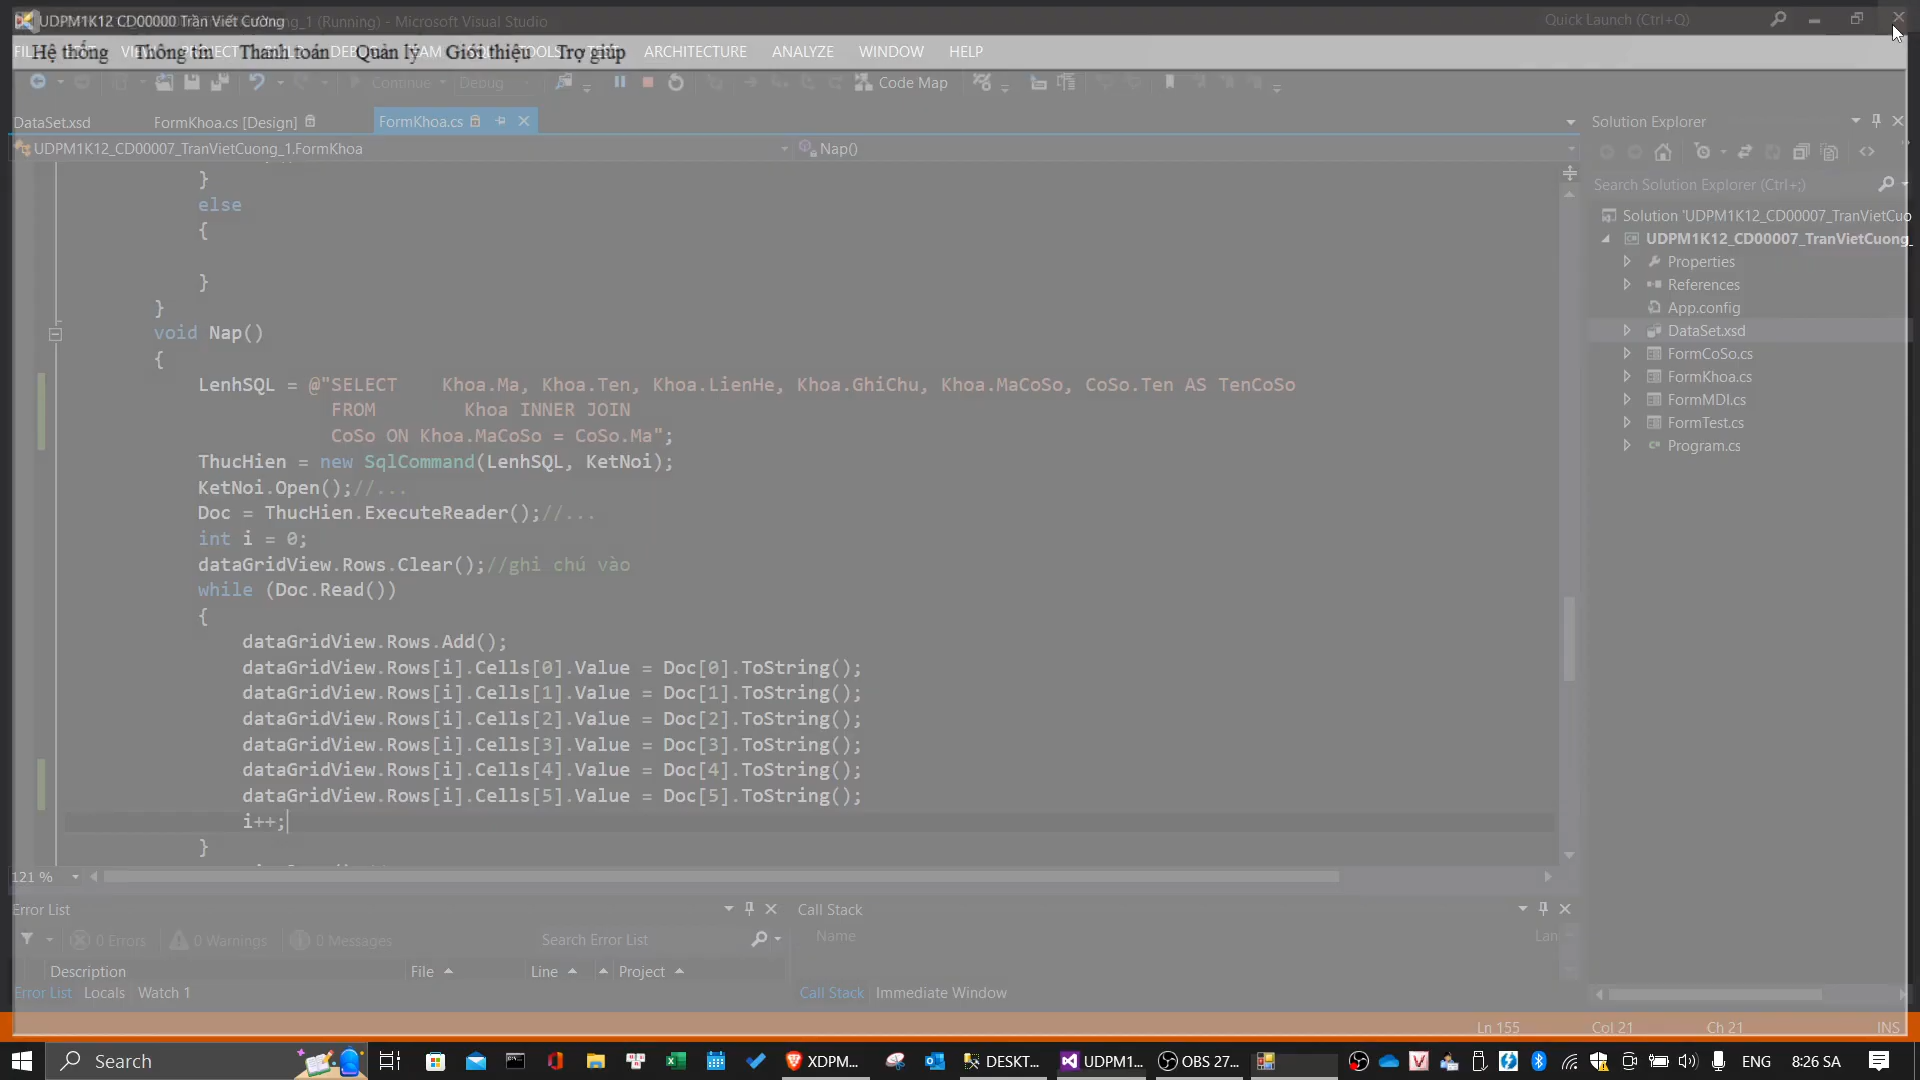 UDPM1K12 CD00000 Trần Viết Cường
_1 (Running) - Microsoft Visual Studio
Quick Launch (Ctrl+Q)
Hệ thống Thông tin Thanh toán Quản lý Giới thiệu Trợ giúp
ARCHITECTURE ANALYZE WINDOW HELP
Continue Debug Code Map
DataSet.xsd FormKhoa.cs [Design] FormKhoa.cs
UDPM1K12_CD00007_TranVietCuong_1.FormKhoa Nap()
}
else
{
}
}
void Nap()
{
LenhSQL = @"SELECT Khoa.Ma, Khoa.Ten, Khoa.LienHe, Khoa.GhiChu, Khoa.MaCoSo, CoSo.Ten AS TenCoSo
FROM Khoa INNER JOIN
CoSo ON Khoa.MaCoSo = CoSo.Ma";
ThucHien = new SqlCommand(LenhSQL, KetNoi);
KetNoi.Open();//...
Doc = ThucHien.ExecuteReader();//...
int i = 0;
dataGridView.Rows.Clear();//ghi chú vào
while (Doc.Read())
{
dataGridView.Rows.Add();
dataGridView.Rows[i].Cells[0].Value = Doc[0].ToString();
dataGridView.Rows[i].Cells[1].Value = Doc[1].ToString();
dataGridView.Rows[i].Cells[2].Value = Doc[2].ToString();
dataGridView.Rows[i].Cells[3].Value = Doc[3].ToString();
dataGridView.Rows[i].Cells[4].Value = Doc[4].ToString();
dataGridView.Rows[i].Cells[5].Value = Doc[5].ToString();
i++;
}
121 %
Solution Explorer
Search Solution Explorer (Ctrl+;)
Solution 'UDPM1K12_CD00007_TranVietCuo
UDPM1K12_CD00007_TranVietCuong_
Properties
References
App.config
DataSet.xsd
FormCoSo.cs
FormKhoa.cs
FormMDI.cs
FormTest.cs
Program.cs
Error List
0 Errors 0 Warnings 0 Messages Search Error List
Description File Line Project
Error List Locals Watch 1
Call Stack
Name Lan
Call Stack Immediate Window
Ln 155 Col 21 Ch 21 INS
Search XDPM... DESKT... UDPM1... OBS 27... ENG 8:26 SA